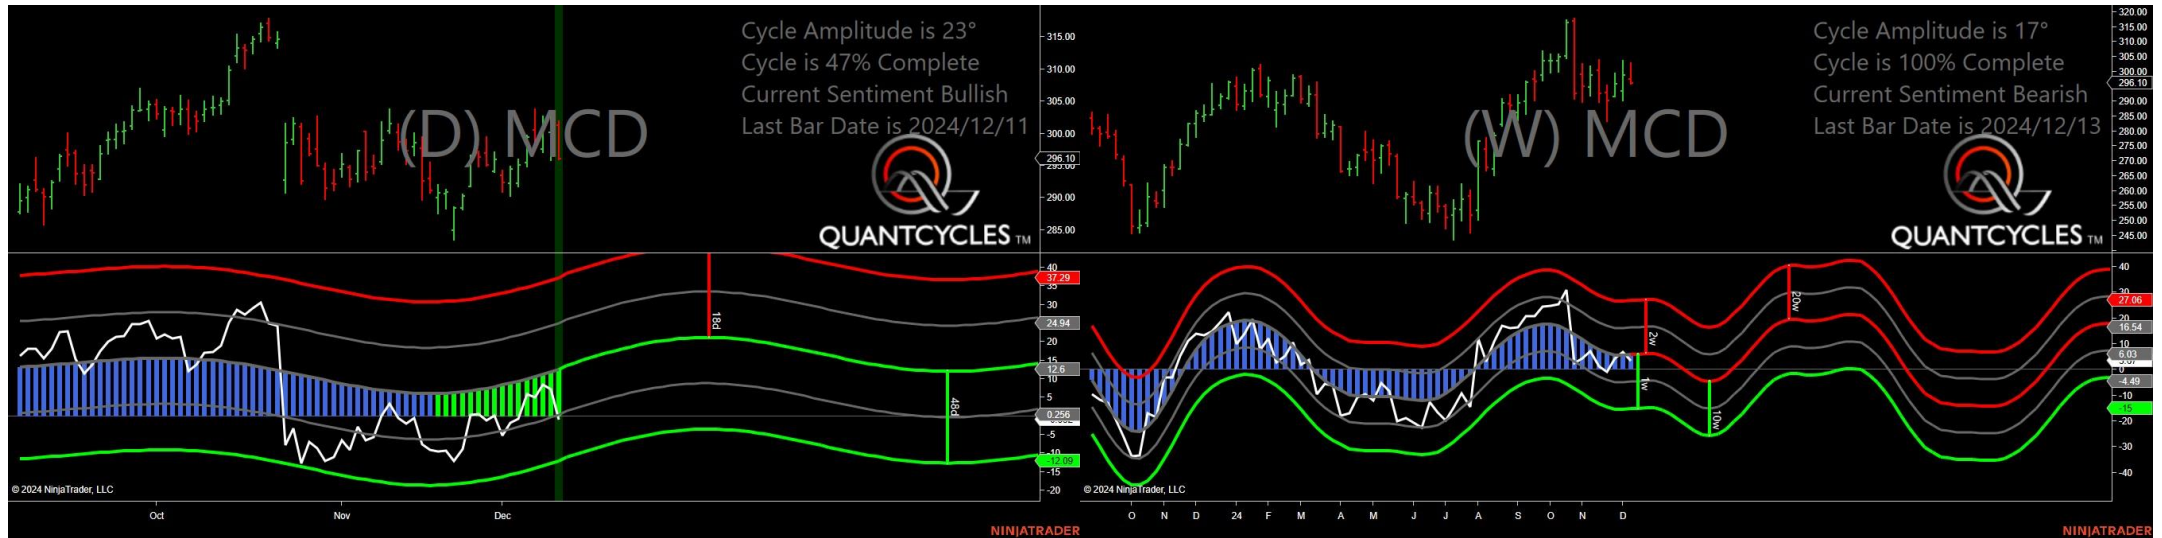 Cycle Amplitude is 23°
Cycle is 47% Complete
Current Sentiment Bullish
Last Bar Date is 2024/12/11
(D) MCD
QUANTCYCLES TM
315.00
310.00
305.00
300.00
296.10
295.00
290.00
285.00
40
37.29
35
30
24.94
20
15
12.6
10
5
0.256
-5
-10
-12.09
-15
-20
18d
48d
© 2024 NinjaTrader, LLC
Oct
Nov
Dec
NINJATRADER
Cycle Amplitude is 17°
Cycle is 100% Complete
Current Sentiment Bearish
Last Bar Date is 2024/12/13
(W) MCD
QUANTCYCLES TM
320.00
315.00
310.00
305.00
300.00
296.10
290.00
285.00
280.00
275.00
270.00
265.00
260.00
255.00
250.00
245.00
40
30
27.06
20
16.54
10
6.03
0
-4.49
-10
-15
-20
-30
-40
2w
1w
10w
20w
© 2024 NinjaTrader, LLC
O N D 24 F M A M J J A S O N D
NINJATRADER